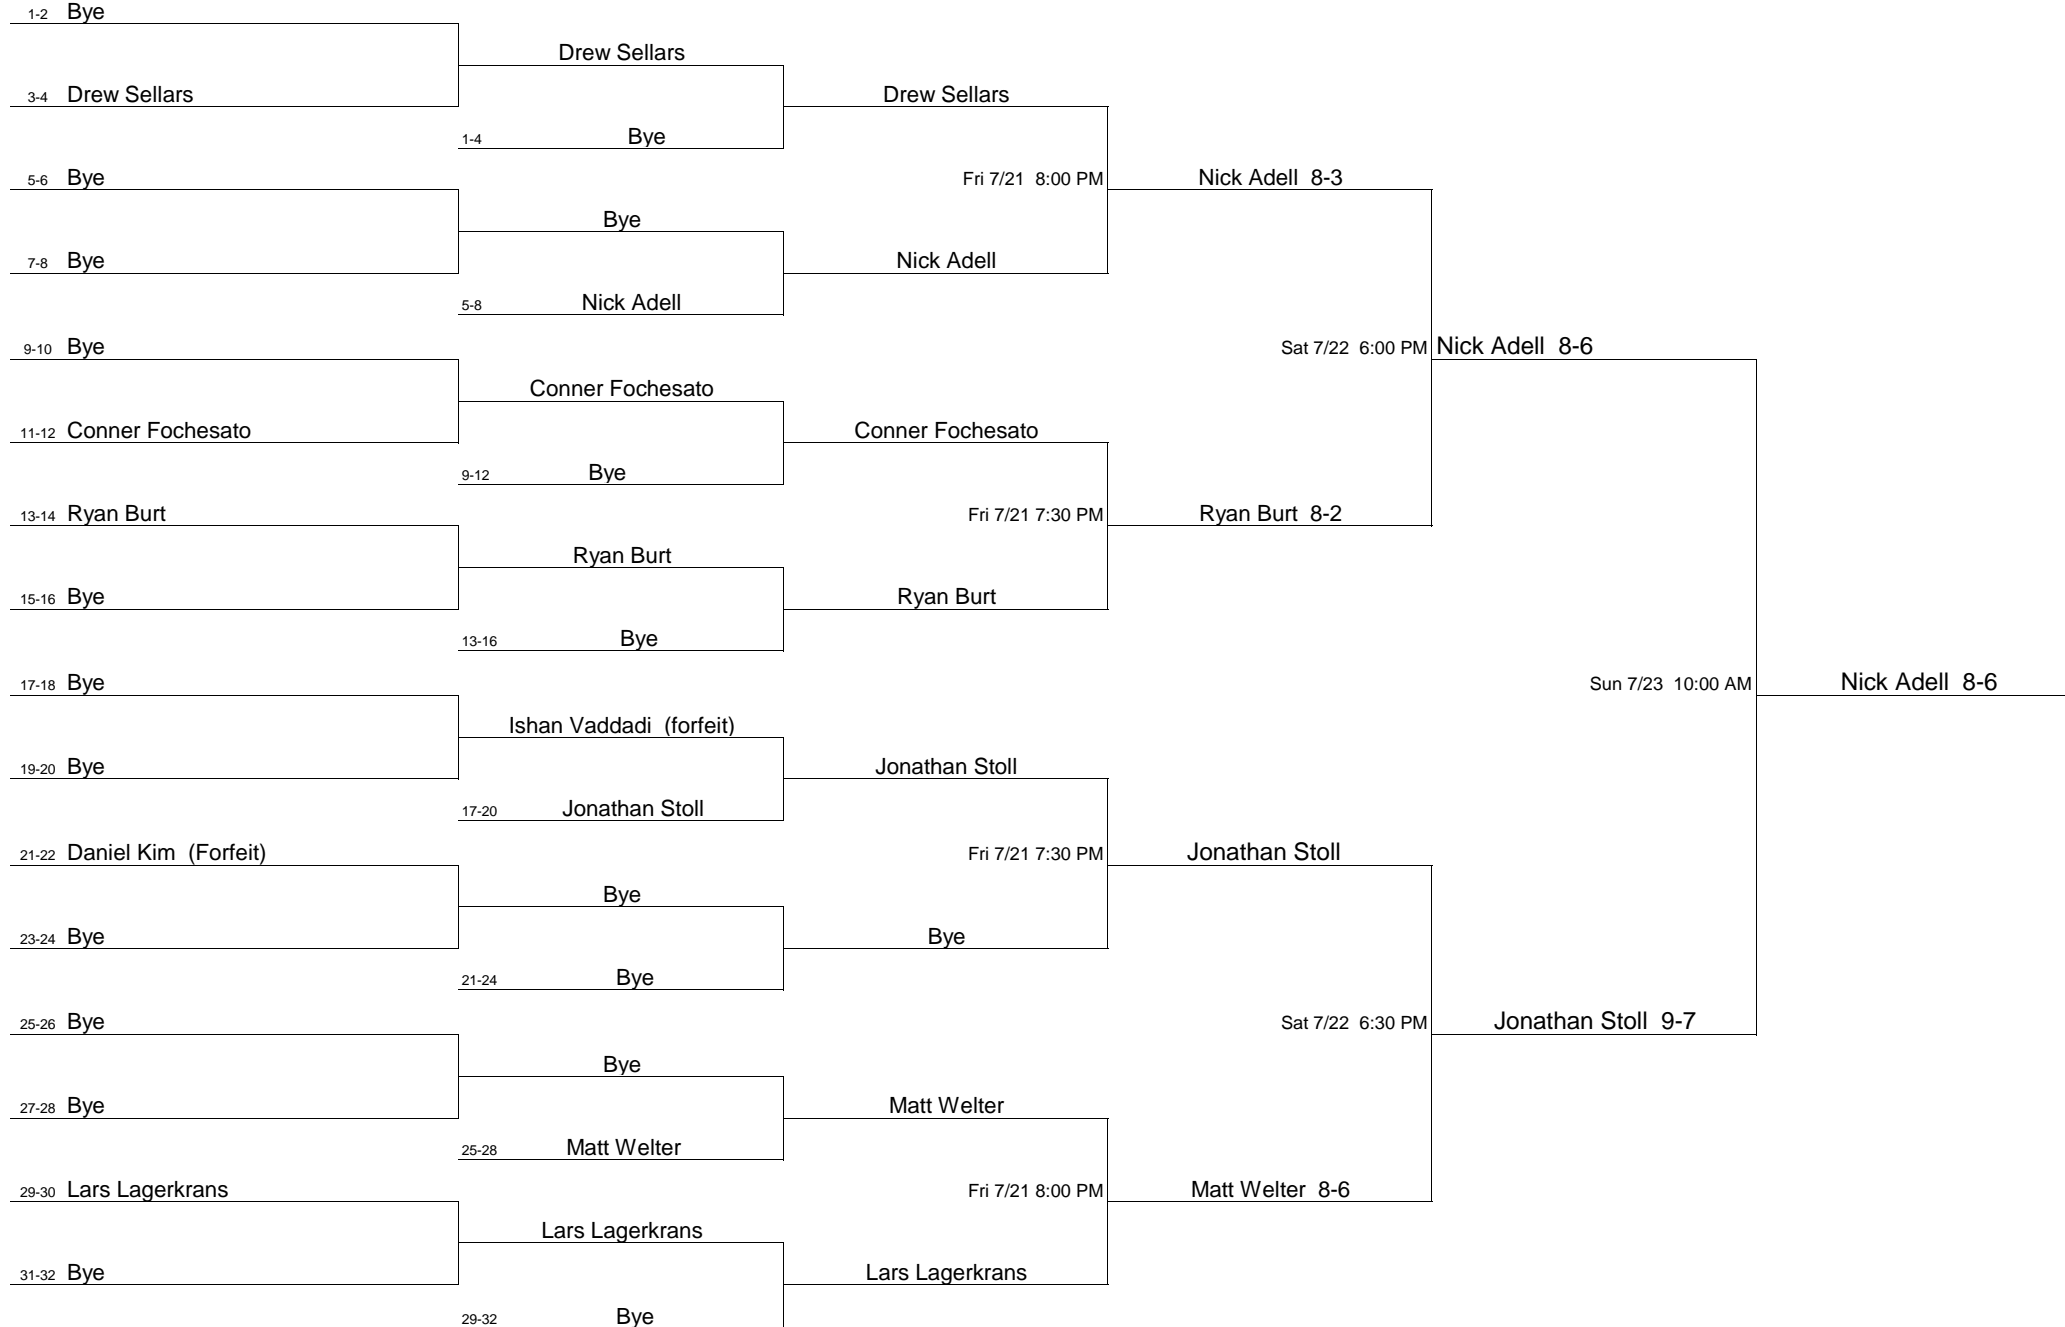 1-2 Bye
Drew Sellars
3-4 Drew Sellars Drew Sellars
1-4 Bye
5-6 Bye Fri 7/21 8:00 PM Nick Adell 8-3
Bye
7-8 Bye Nick Adell
5-8 Nick Adell
9-10 Bye Sat 7/22 6:00 PM Nick Adell 8-6
Conner Fochesato
11-12 Conner Fochesato Conner Fochesato
9-12 Bye
13-14 Ryan Burt Fri 7/21 7:30 PM Ryan Burt 8-2
Ryan Burt
15-16 Bye Ryan Burt
13-16 Bye
17-18 Bye Sun 7/23 10:00 AM Nick Adell 8-6
Ishan Vaddadi (forfeit)
19-20 Bye Jonathan Stoll
17-20 Jonathan Stoll
21-22 Daniel Kim (Forfeit) Fri 7/21 7:30 PM Jonathan Stoll
Bye
23-24 Bye Bye
21-24 Bye
25-26 Bye Sat 7/22 6:30 PM Jonathan Stoll 9-7
Bye
27-28 Bye Matt Welter
25-28 Matt Welter
29-30 Lars Lagerkrans Fri 7/21 8:00 PM Matt Welter 8-6
Lars Lagerkrans
31-32 Bye Lars Lagerkrans
29-32 Bye